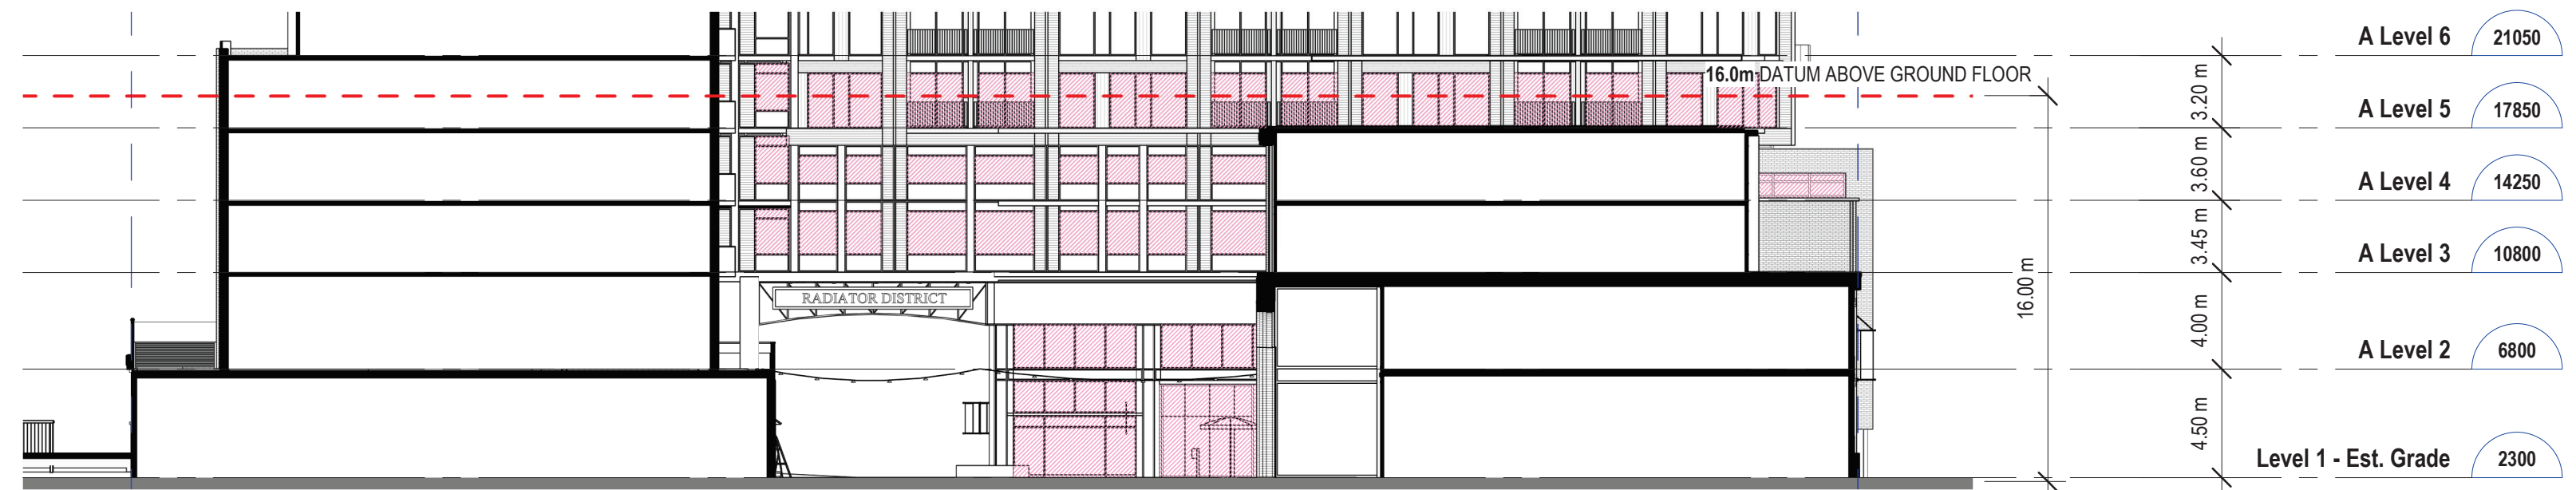 A Level 6 21050
16.0m DATUM ABOVE GROUND FLOOR
3.20 m
A Level 5 17850
3.60 m
A Level 4 14250
3.45 m
A Level 3 10800
RADIATOR DISTRICT
16.00 m
4.00 m
A Level 2 6800
4.50 m
Level 1 - Est. Grade 2300